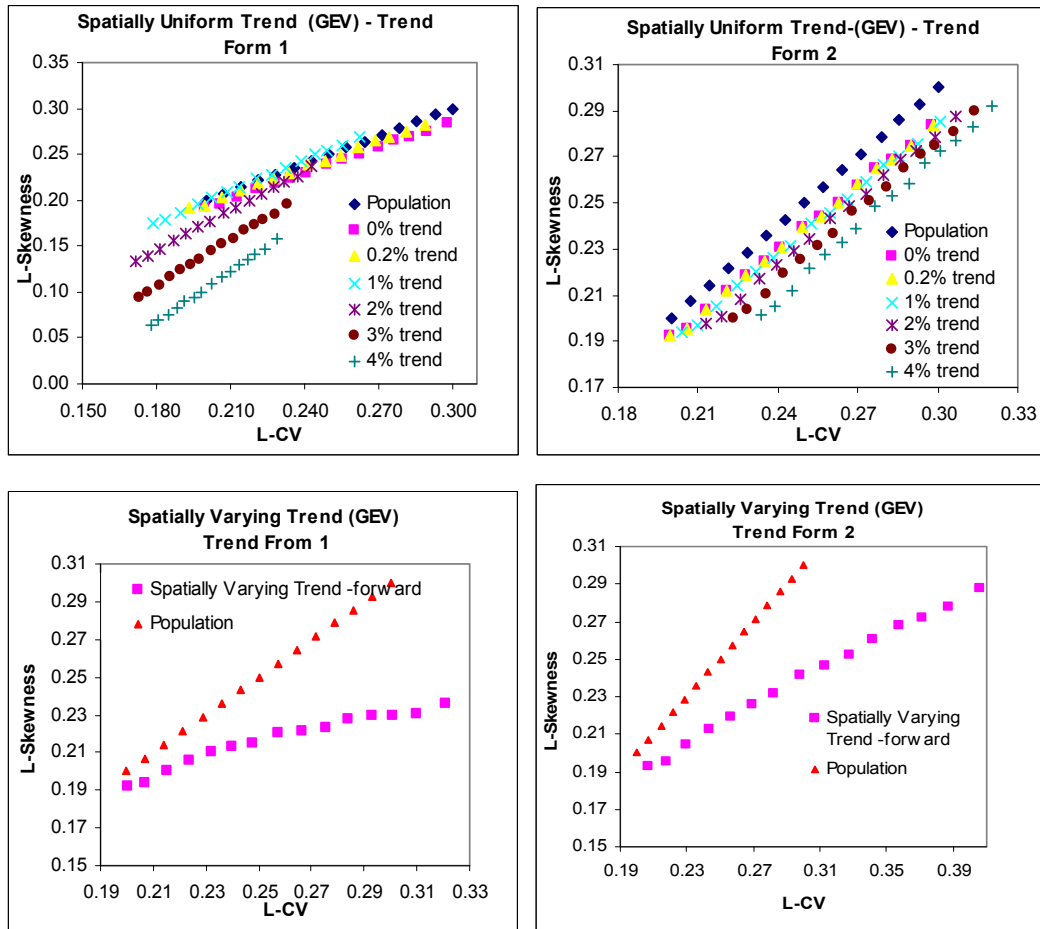 Spatially Uniform Trend (GEV) - Trend
Form 1
0.35
0.30
0.25
0.20
0.15
0.10
0.05
0.00
L-Skewness
Population
0% trend
0.2% trend
1% trend
2% trend
3% trend
4% trend
0.150 0.180 0.210 0.240 0.270 0.300
L-CV
Spatially Uniform Trend-(GEV) - Trend
Form 2
0.31
0.29
0.27
0.25
0.23
0.21
0.19
0.17
L-Skewness
Population
0% trend
0.2% trend
1% trend
2% trend
3% trend
4% trend
0.18 0.21 0.24 0.27 0.30 0.33
L-CV
Spatially Varying Trend (GEV)
Trend From 1
0.31
0.29
0.27
0.25
0.23
0.21
0.19
0.17
0.15
L-Skewness
Spatially Varying Trend -forward
Population
0.19 0.21 0.23 0.25 0.27 0.29 0.31 0.33
L-CV
Spatially Varying Trend (GEV)
Trend Form 2
0.31
0.29
0.27
0.25
0.23
0.21
0.19
0.17
0.15
L-Skewness
Spatially Varying
Trend -forward
Population
0.19 0.23 0.27 0.31 0.35 0.39
L-CV